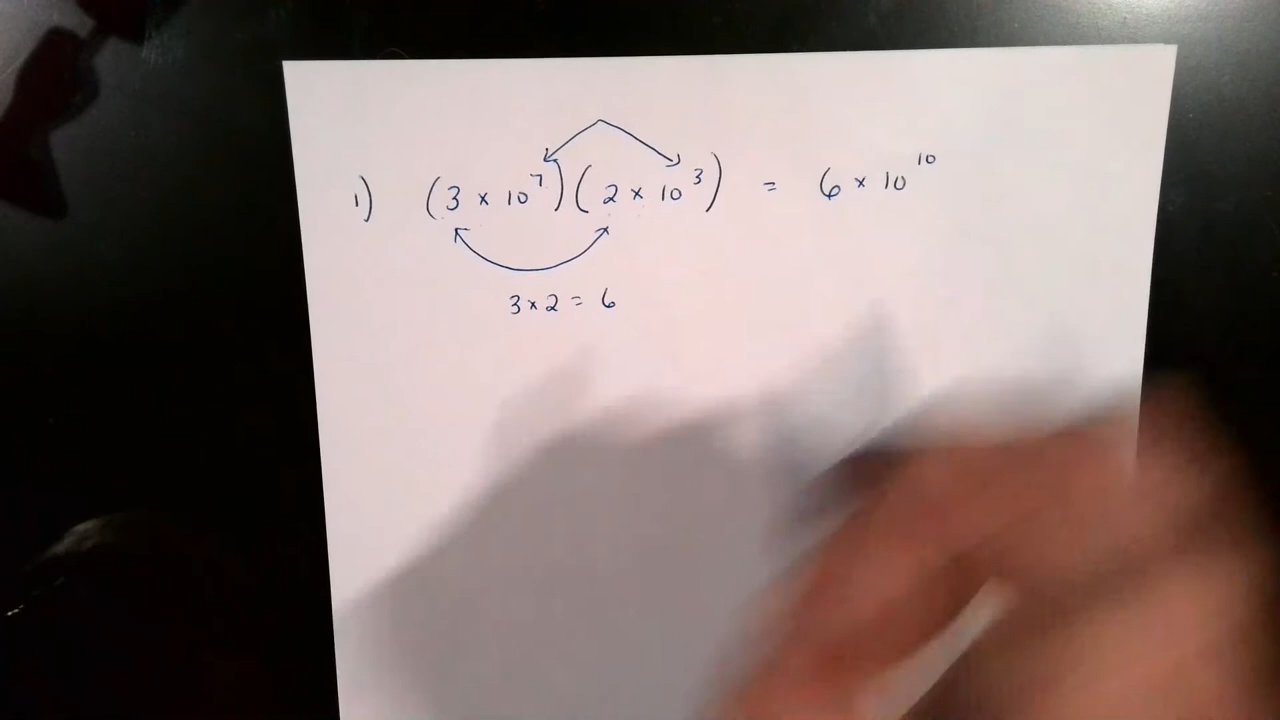 1) (3 × 10⁷)(2 × 10³) = 6 × 10¹⁰
3 × 2 = 6